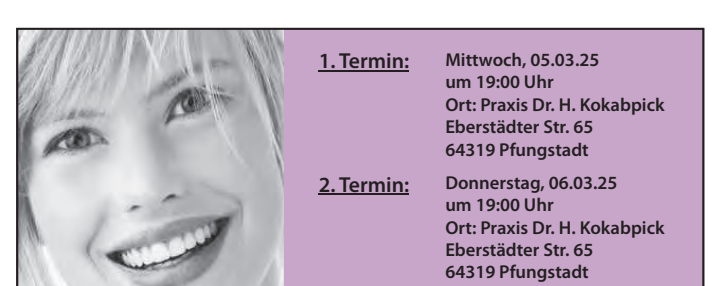 1. Termin: Mittwoch, 05.03.25
um 19:00 Uhr
Ort: Praxis Dr. H. Kokabpick
Eberstädter Str. 65
64319 Pfungstadt
2. Termin: Donnerstag, 06.03.25
um 19:00 Uhr
Ort: Praxis Dr. H. Kokabpick
Eberstädter Str. 65
64319 Pfungstadt